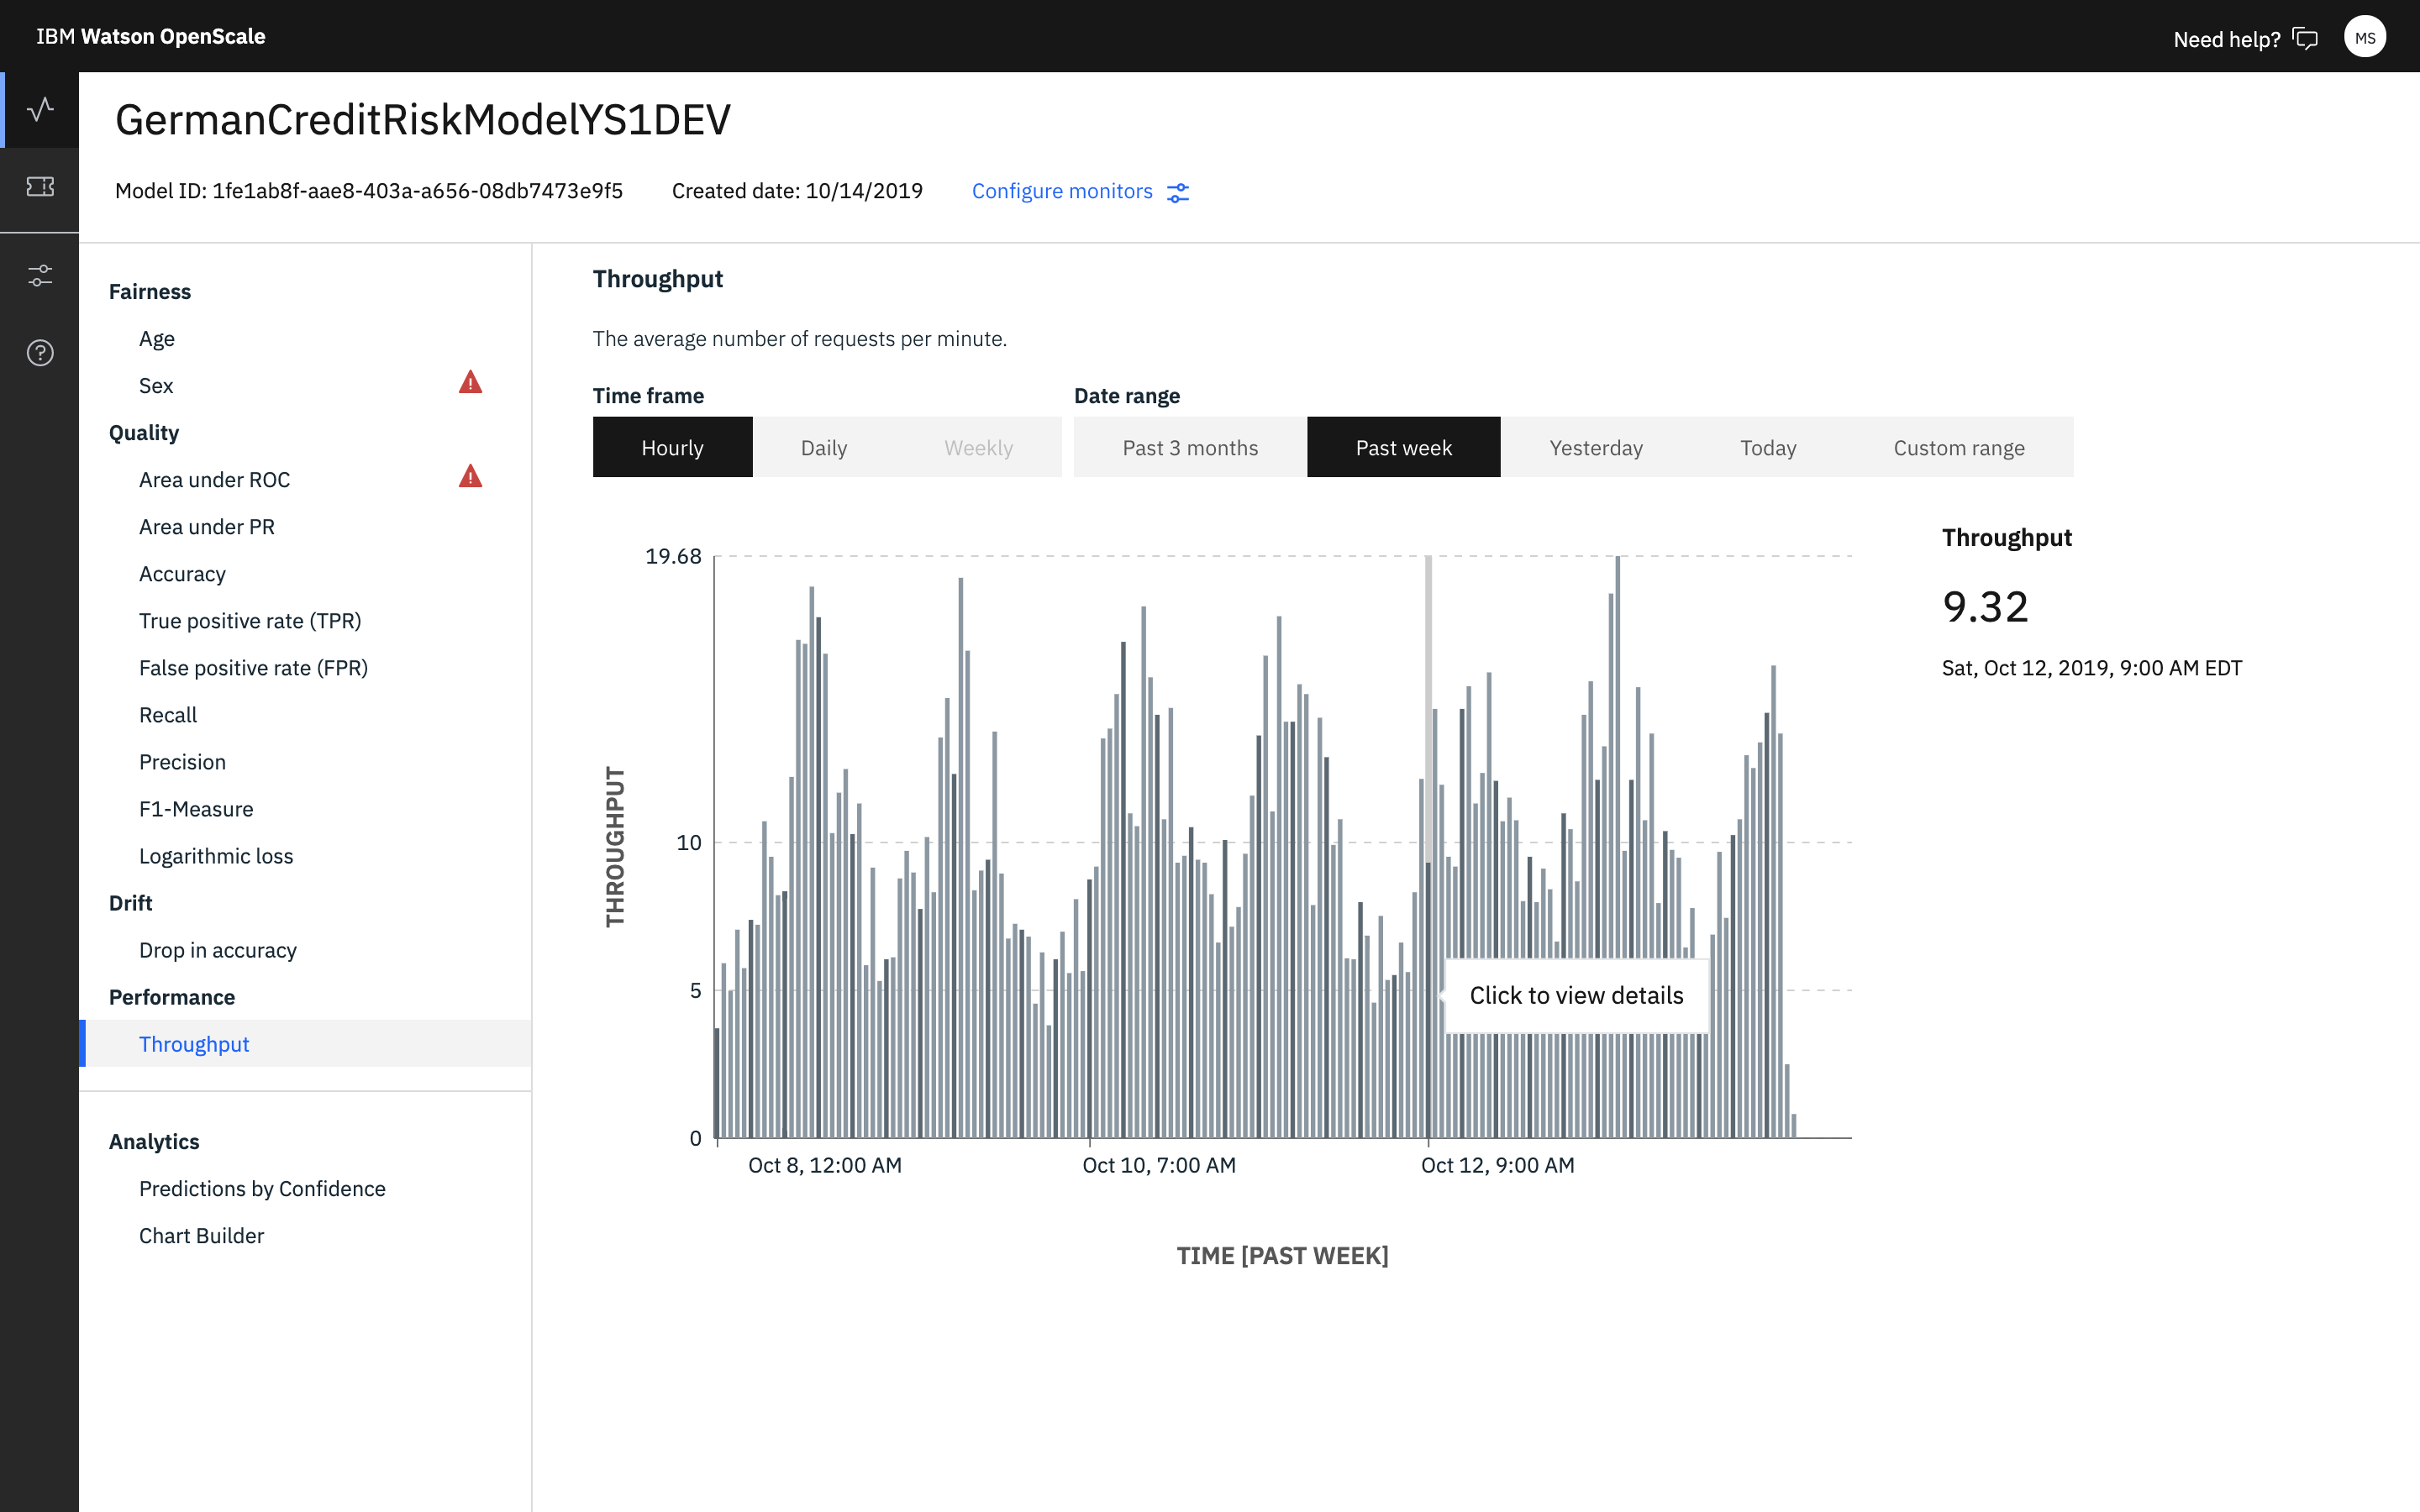 IBM Watson OpenScale
Need help?
MS
GermanCreditRiskModelYS1DEV
Model ID: 1fe1ab8f-aae8-403a-a656-08db7473e9f5
Created date: 10/14/2019
Configure monitors
Fairness
Age
Sex
Quality
Area under ROC
Area under PR
Accuracy
True positive rate (TPR)
False positive rate (FPR)
Recall
Precision
F1-Measure
Logarithmic loss
Drift
Drop in accuracy
Performance
Throughput
Analytics
Predictions by Confidence
Chart Builder
Throughput
The average number of requests per minute.
Time frame
Hourly
Daily
Weekly
Date range
Past 3 months
Past week
Yesterday
Today
Custom range
19.68
10
5
0
THROUGHPUT
Click to view details
Oct 8, 12:00 AM
Oct 10, 7:00 AM
Oct 12, 9:00 AM
TIME [PAST WEEK]
Throughput
9.32
Sat, Oct 12, 2019, 9:00 AM EDT